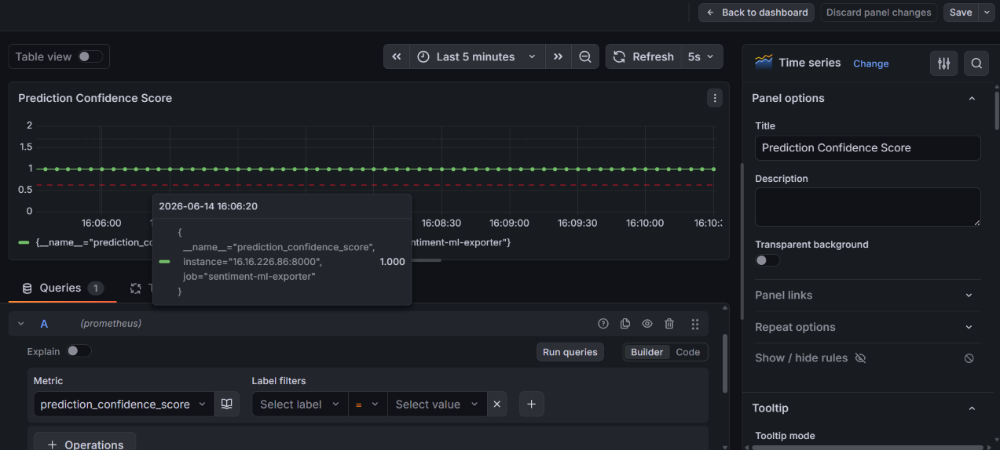 Back to dashboard
Discard panel changes
Save
Table view
Last 5 minutes
Refresh
5s
Time series
Change
Prediction Confidence Score
2
1.5
1
0.5
0
16:06:00
16:08:30
16:09:00
16:09:30
16:10:00
16:10:
{__name__="prediction_co
ntiment-ml-exporter"}
2026-06-14 16:06:20
{
__name__="prediction_confidence_score",
instance="16.16.226.86:8000",
job="sentiment-ml-exporter"
}
1.000
Queries
1
A
(prometheus)
Explain
Run queries
Builder
Code
Metric
Label filters
prediction_confidence_score
Select label
=
Select value
+ Operations
Panel options
Title
Prediction Confidence Score
Description
Transparent background
Panel links
Repeat options
Show / hide rules
Tooltip
Tooltip mode